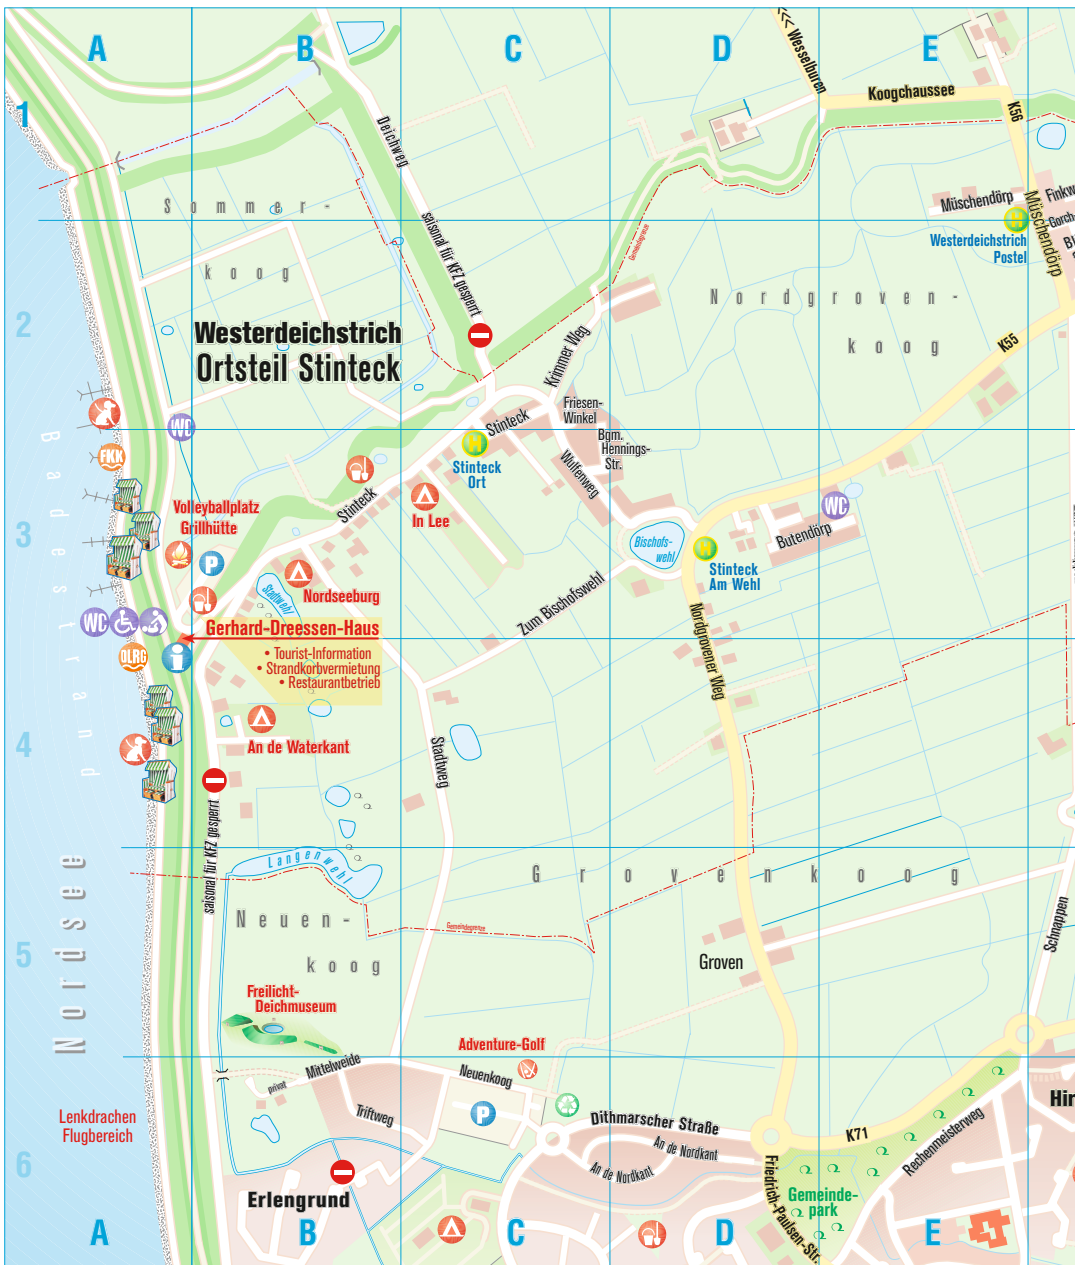 A
B
C
D
E
1
<<< Wesselburen
Koogchaussee
K56
Deichweg
saisonal für KFZ gesperrt
Sommer-
koog
Gemeindegrenze
Müschendörp
Müschendörp
H
Westerdeichstrich
Postel
2
Westerdeichstrich
Ortsteil Stinteck
Nordgroven-
koog
K55
Krimmer Weg
Friesen-
Winkel
Bgm.
Hennings-
Str.
Wulfenweg
Stinteck
H
Stinteck
Ort
WC
FKK
Badestrand
3
Volleyballplatz
Grillhütte
P
Stinteck
In Lee
WC
Butendörp
Bischofs-
wehl
H
Stinteck
Am Wehl
Nordseeburg
Stadtwehl
Zum Bischofswehl
Nordgrovener Weg
WC
Gerhard-Dreessen-Haus
• Tourist-Information
• Strandkorbvermietung
• Restaurantbetrieb
DLRG
i
4
An de Waterkant
Stadtweg
saisonal für KFZ gesperrt
Langenwehl
Grovenkoog
Nordsee
5
Neuen-
koog
Gemeindegrenze
Groven
Schnappen
Freilicht-
Deichmuseum
Adventure-Golf
Mittelweide
privat
Neuenkoog
P
Triftweg
Dithmarscher Straße
An de Nordkant
An de Nordkant
K71
Rechenmeisterweg
Lenkdrachen
Flugbereich
6
Erlengrund
Friedrich-Paulsen-Str.
Gemeinde-
park
A
B
C
D
E